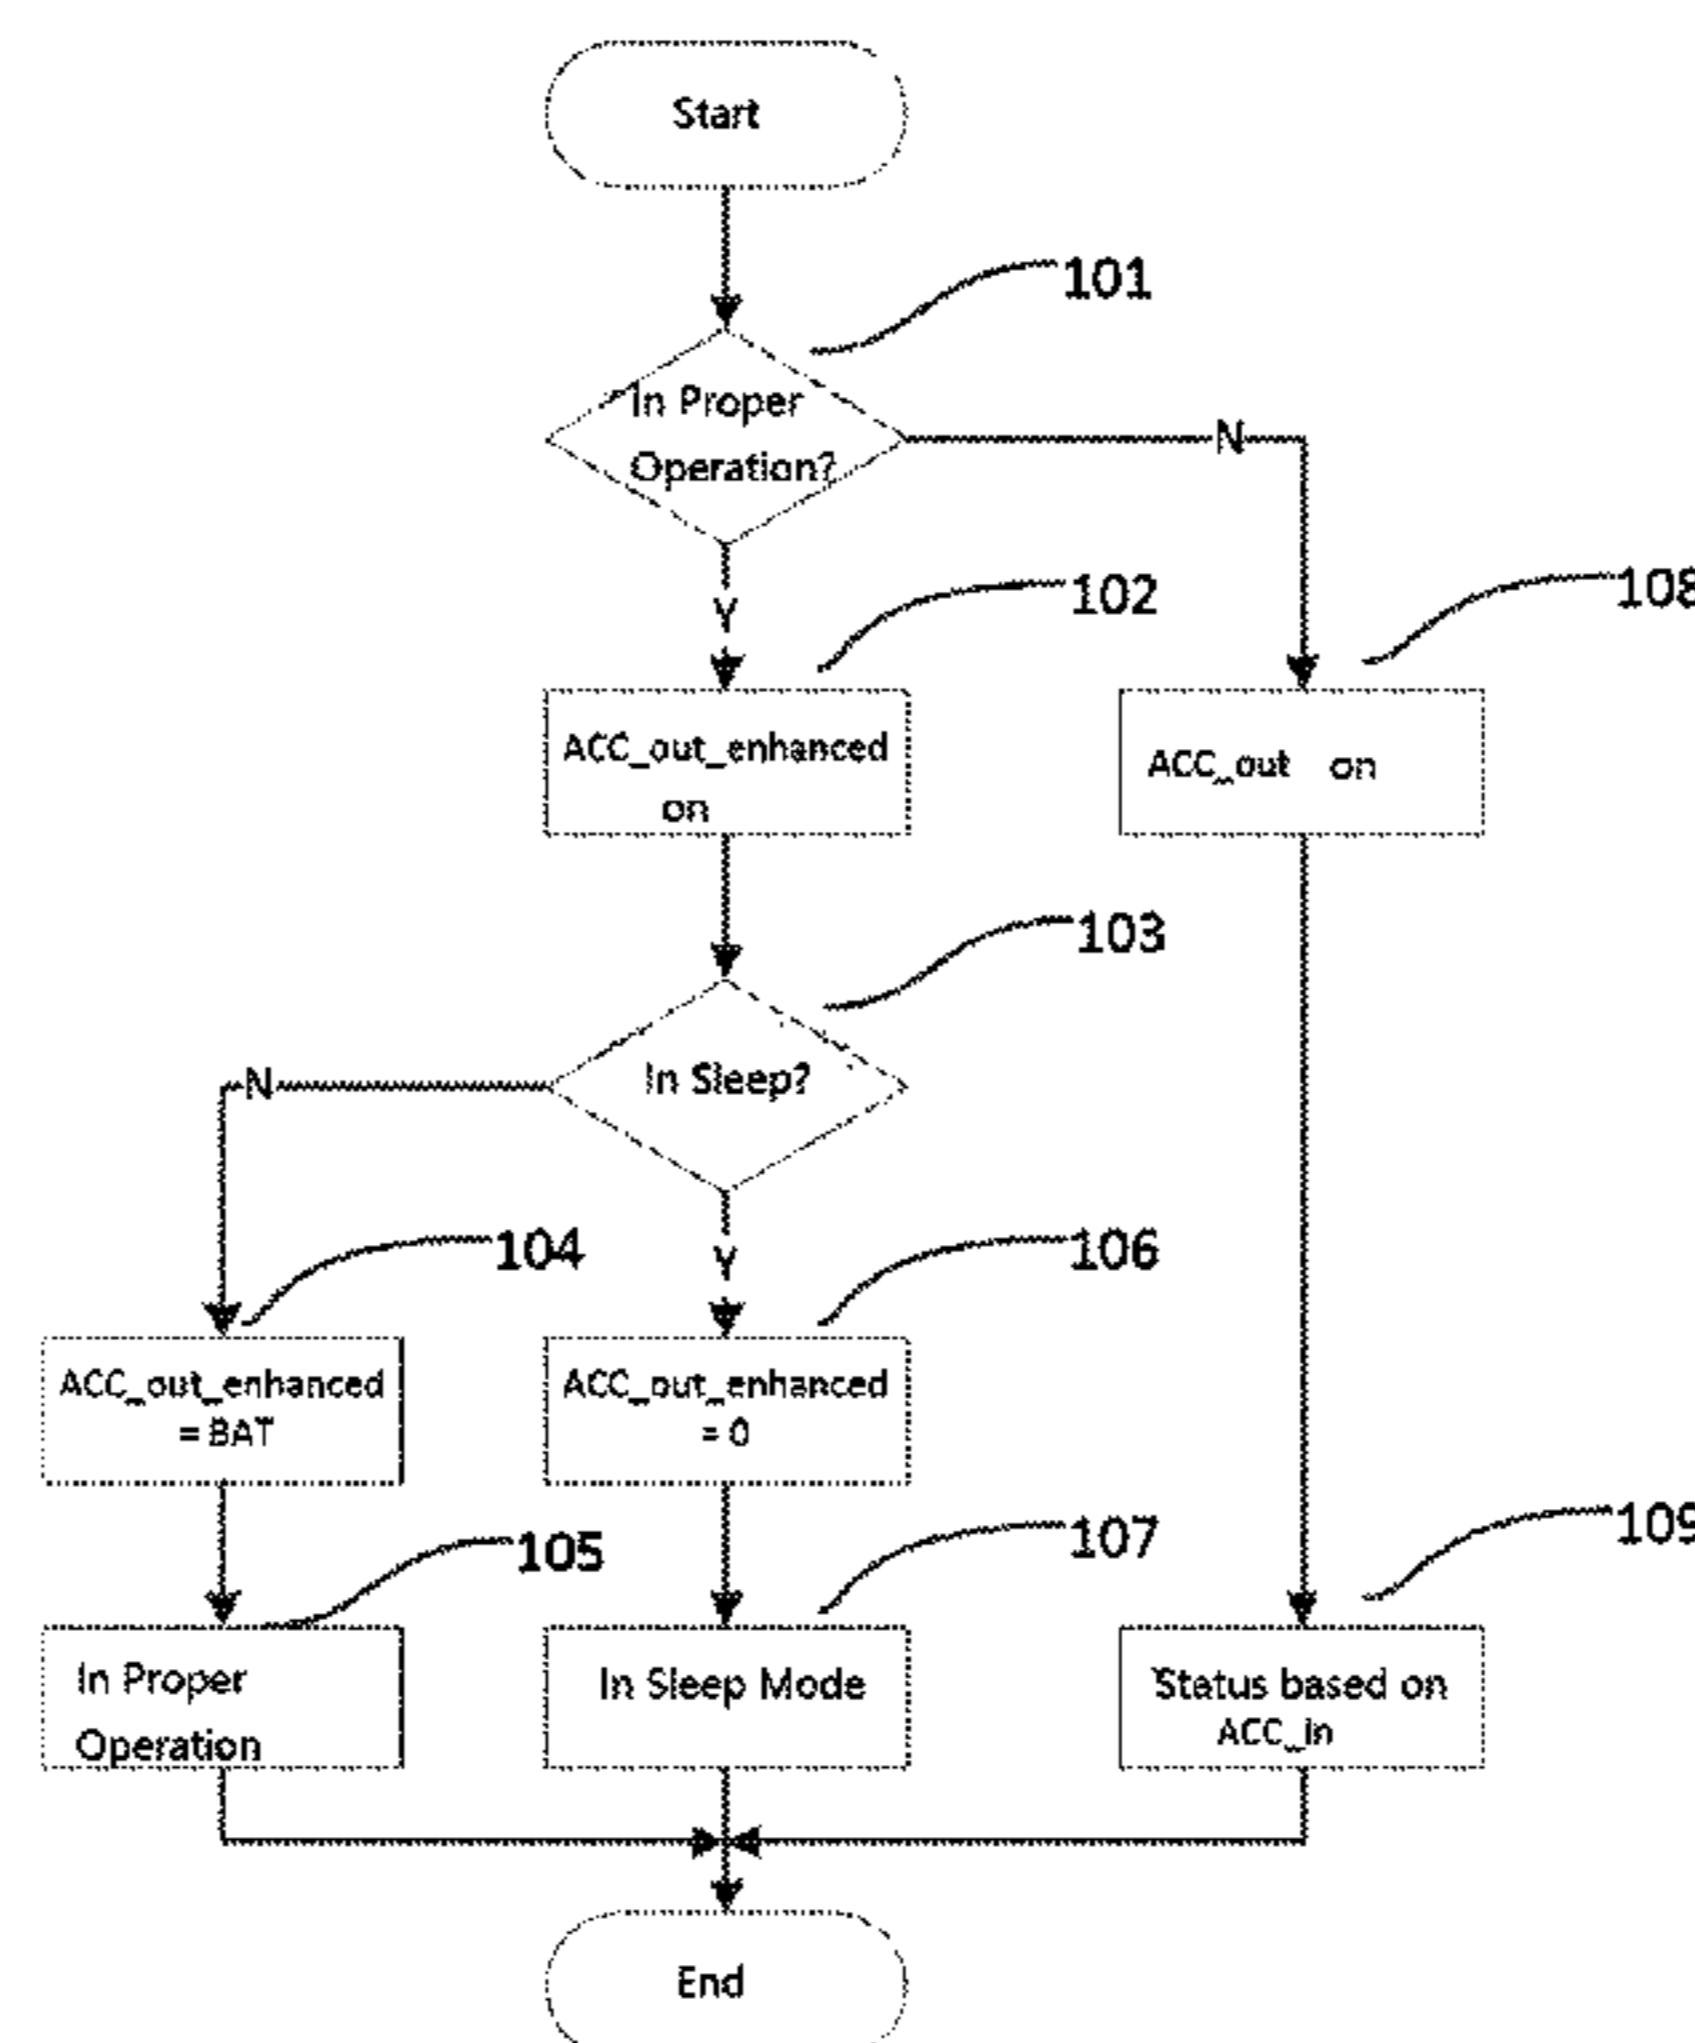 Start
101
In Proper
Operation?
N
Y
102
108
ACC_out_enhanced
on
ACC_out on
103
In Sleep?
N
Y
104
106
ACC_out_enhanced
= BAT
ACC_out_enhanced
= 0
105
107
109
In Proper
Operation
In Sleep Mode
Status based on
ACC_in
End